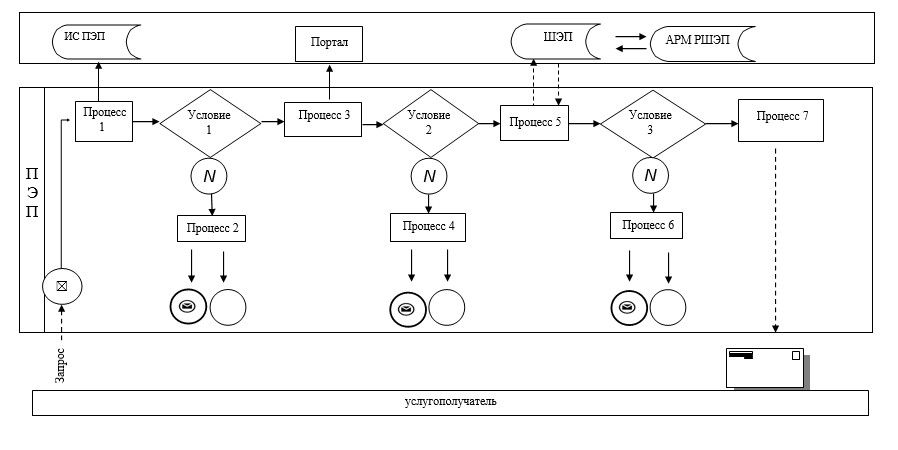 ИС ПЭП
Портал
ШЭП
АРМ РШЭП
Процесс
1
Условие
1
Процесс 3
Условие
2
Процесс 5
Условие
3
Процесс 7
П
Э
П
N
N
N
Процесс 2
Процесс 4
Процесс 6
Запрос
услугополучатель